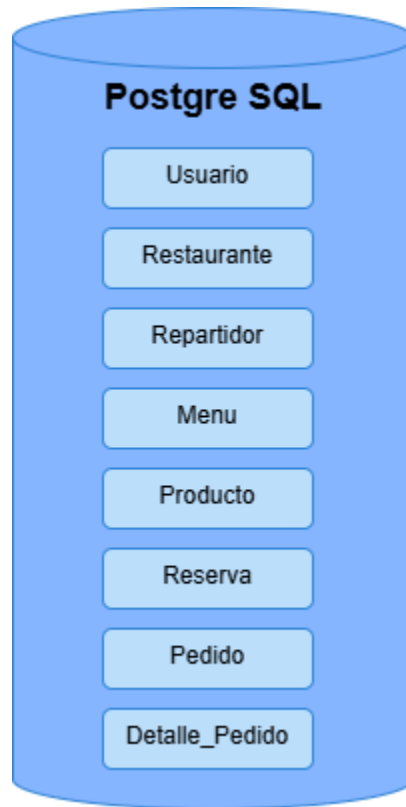 Postgre SQL
Usuario
Restaurante
Repartidor
Menu
Producto
Reserva
Pedido
Detalle_Pedido